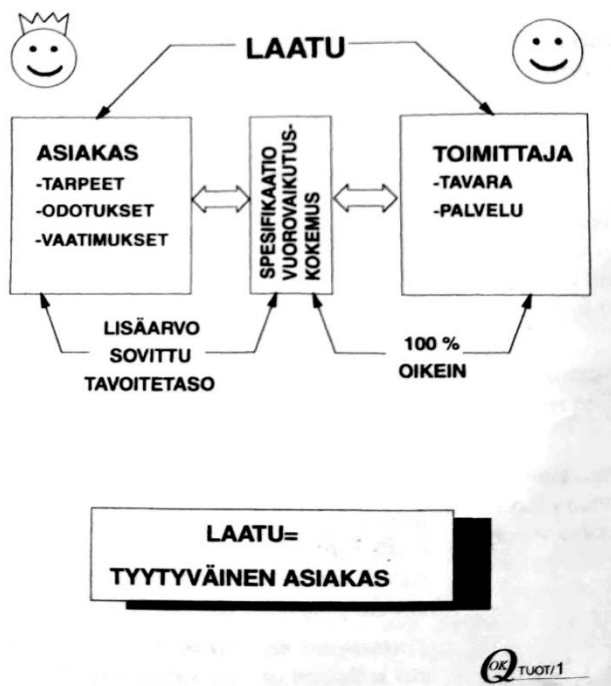 LAATU
ASIAKAS
-TARPEET
-ODOTUKSET
-VAATIMUKSET
SPESIFIKAATIO
VUOROVAIKUTUS-
KOKEMUS
TOIMITTAJA
-TAVARA
-PALVELU
LISÄARVO
SOVITTU
TAVOITETASO
100 %
OIKEIN
LAATU=
TYYTYVÄINEN ASIAKAS
OK
Q TUOT/1